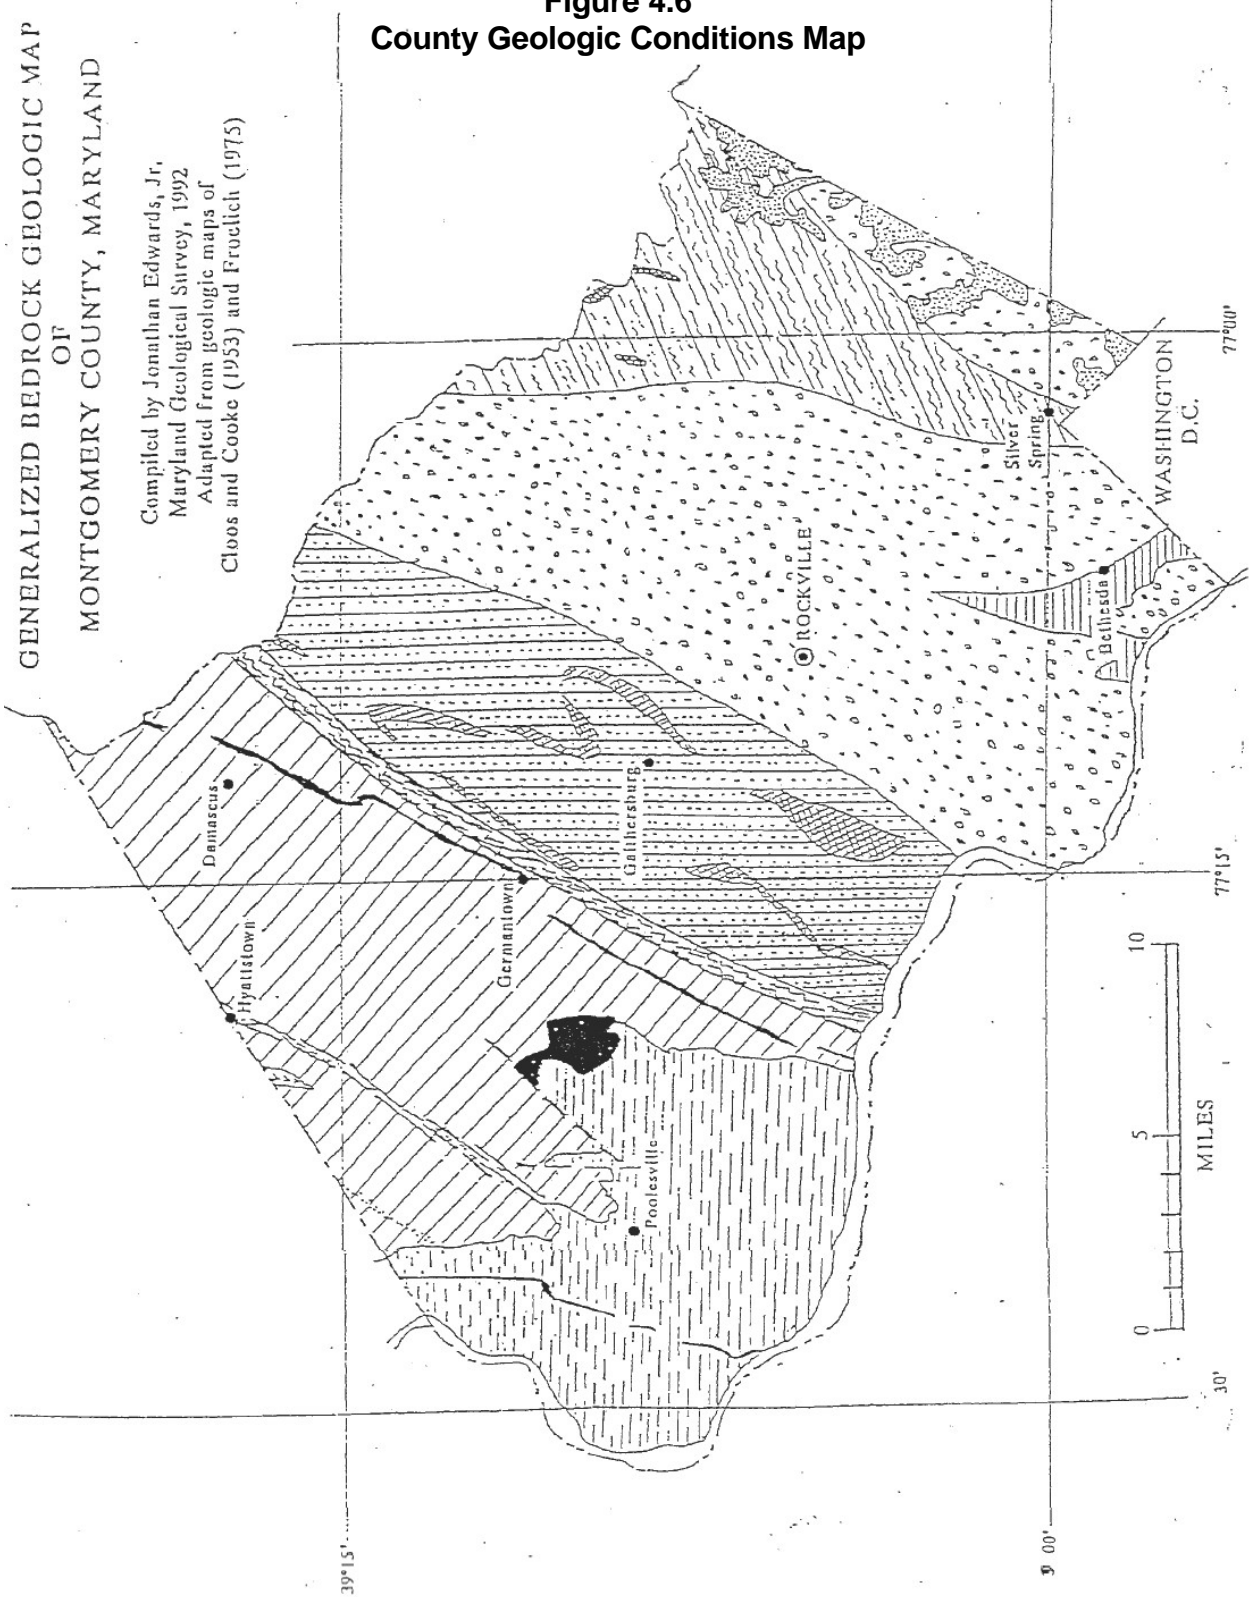 Figure 4.6
County Geologic Conditions Map
GENERALIZED BEDROCK GEOLOGIC MAP
OF
MONTGOMERY COUNTY, MARYLAND
Compiled by Jonathan Edwards, Jr.
Maryland Geological Survey, 1992
Adapted from geologic maps of
Cloos and Cooke (1953) and Froelich (1975)
Damascus
Hyattstown
Germantown
Gaithersburg
ROCKVILLE
Poolesville
Silver
Spring
Bethesda
WASHINGTON
D.C.
77°00'
77°15'
30'
39°15'
00'
0
5
10
MILES